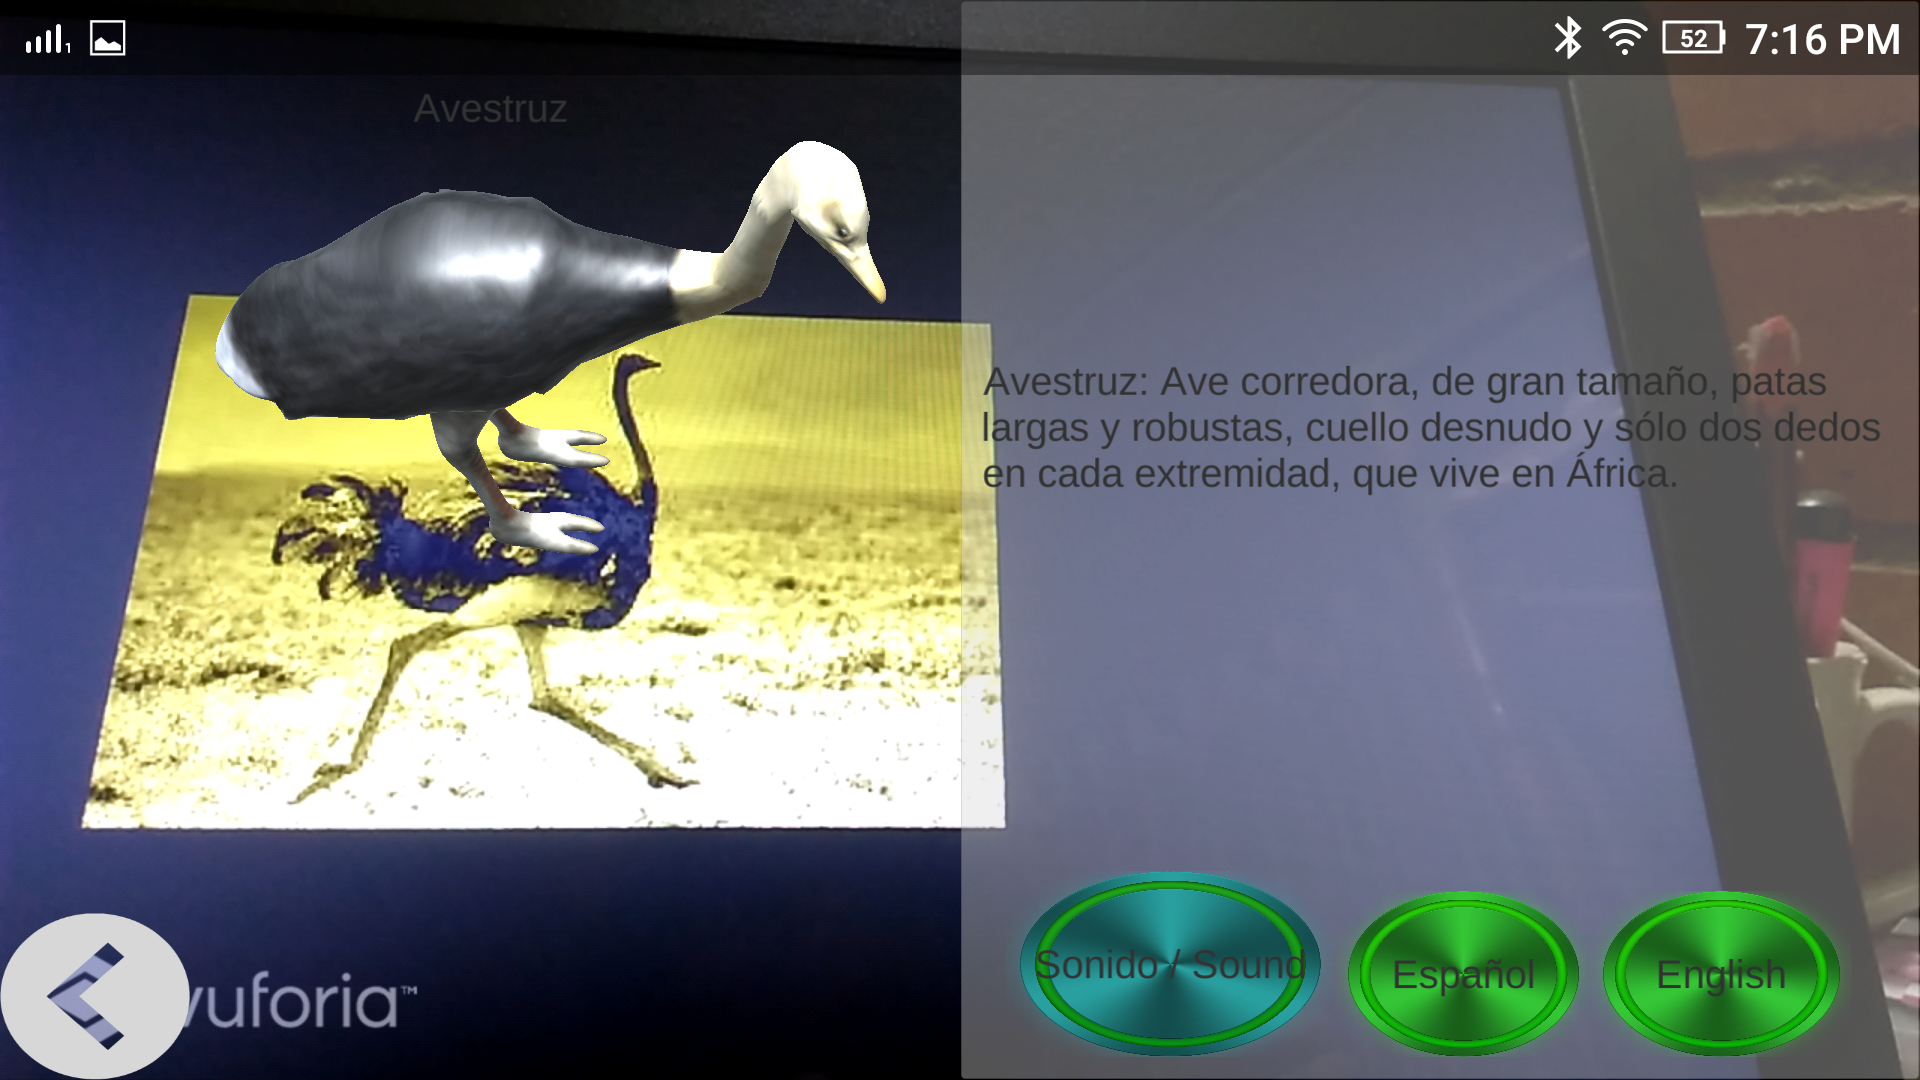 1
52
7:16 PM
Avestruz
Avestruz: Ave corredora, de gran tamaño, patas
largas y robustas, cuello desnudo y sólo dos dedos
en cada extremidad, que vive en África.
Sonido / Sound
Español
English
vuforia™